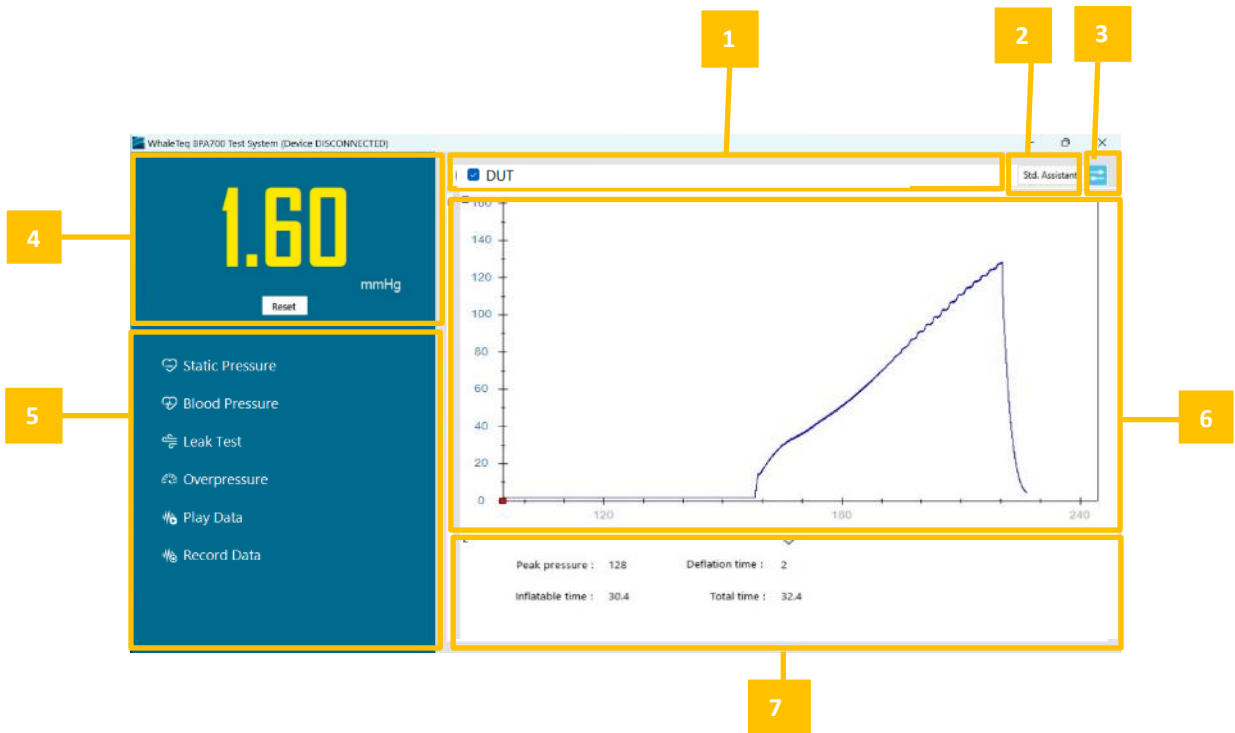 1
2
3
WhaleTeq BPA700 Test System (Device DISCONNECTED)
4
1.60
mmHg
Reset
DUT
Std. Assistant
5
Static Pressure
Blood Pressure
Leak Test
Overpressure
Play Data
Record Data
160
140
120
100
80
60
40
20
0
120 180 240
6
Peak pressure : 128 Deflation time : 2
Inflatable time : 30.4 Total time : 32.4
7